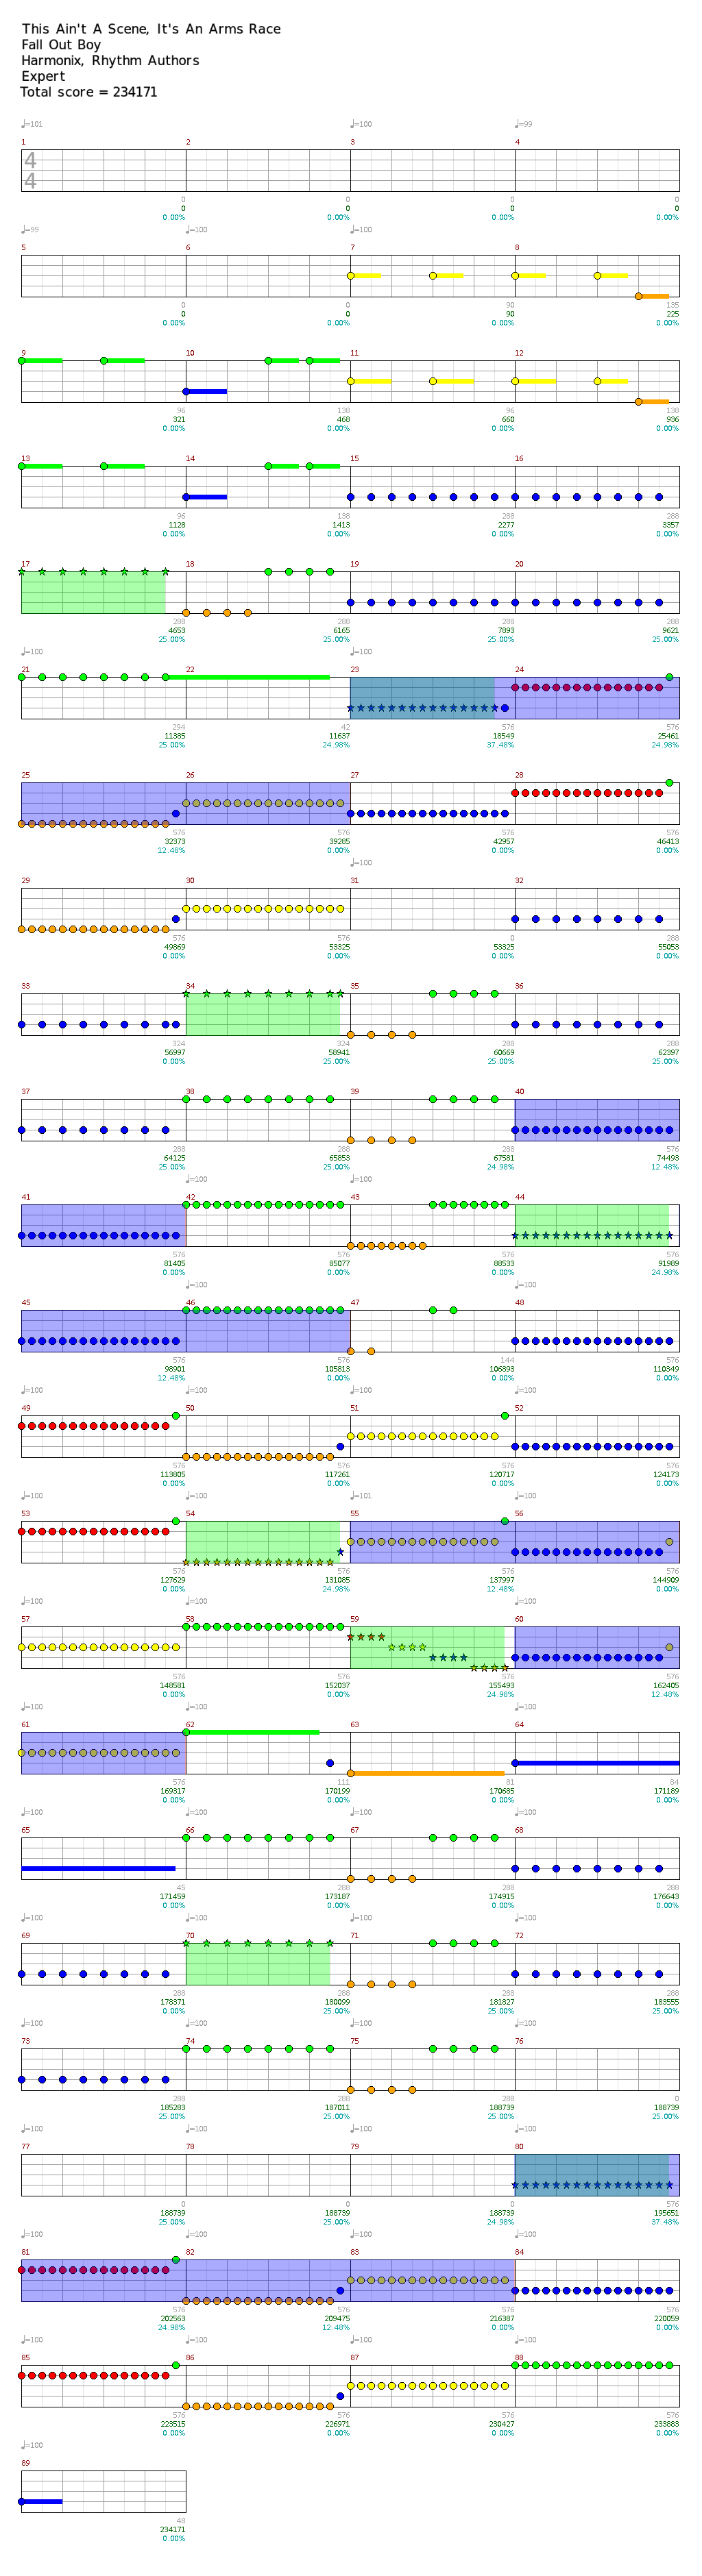 This Ain't A Scene, It's An Arms Race
Fall Out Boy
Harmonix, Rhythm Authors
Expert
Total score = 234171
♩=101 ♩=100 ♩=99
1 2 3 4
4
4
0 0 0 0
0 0 0 0
0.00% 0.00% 0.00% 0.00%
♩=99 ♩=100 ♩=100
5 6 7 8
0 0 90 135
0 0 90 225
0.00% 0.00% 0.00% 0.00%
9 10 11 12
96 138 96 138
321 468 660 936
0.00% 0.00% 0.00% 0.00%
13 14 15 16
96 138 288 288
1128 1413 2277 3357
0.00% 0.00% 0.00% 0.00%
17 18 19 20
288 288 288 288
4653 6165 7893 9621
25.00% 25.00% 25.00% 25.00%
♩=100 ♩=100
21 22 23 24
294 42 576 576
11385 11637 18549 25461
25.00% 24.98% 37.48% 24.98%
25 26 27 28
576 576 576 576
32373 39285 42957 46413
12.48% 0.00% 0.00% 0.00%
♩=100
29 30 31 32
576 576 0 288
49869 53325 53325 55053
0.00% 0.00% 0.00% 0.00%
33 34 35 36
324 324 288 288
56997 58941 60669 62397
0.00% 25.00% 25.00% 25.00%
37 38 39 40
288 288 288 576
64125 65853 67581 74493
25.00% 25.00% 24.98% 12.48%
♩=100 ♩=100
41 42 43 44
576 576 576 576
81405 85077 88533 91989
0.00% 0.00% 0.00% 24.98%
♩=100 ♩=100
45 46 47 48
576 576 144 576
98901 105813 106893 110349
12.48% 0.00% 0.00% 0.00%
♩=100 ♩=100 ♩=100 ♩=100
49 50 51 52
576 576 576 576
113805 117261 120717 124173
0.00% 0.00% 0.00% 0.00%
♩=100 ♩=100 ♩=101 ♩=100
53 54 55 56
576 576 576 576
127629 131085 137997 144909
0.00% 24.98% 12.48% 0.00%
♩=100 ♩=100 ♩=100 ♩=100
57 58 59 60
576 576 576 576
148581 152037 155493 162405
0.00% 0.00% 24.98% 12.48%
♩=100 ♩=100 ♩=100 ♩=100
61 62 63 64
576 111 81 84
169317 170199 170685 171189
0.00% 0.00% 0.00% 0.00%
♩=100 ♩=100 ♩=100 ♩=100
65 66 67 68
45 288 288 288
171459 173187 174915 176643
0.00% 0.00% 0.00% 0.00%
♩=100 ♩=100 ♩=100 ♩=100
69 70 71 72
288 288 288 288
178371 180099 181827 183555
0.00% 25.00% 25.00% 25.00%
♩=100 ♩=100 ♩=100 ♩=100
73 74 75 76
288 288 288 0
185283 187011 188739 188739
25.00% 25.00% 25.00% 25.00%
♩=100 ♩=100 ♩=100 ♩=100
77 78 79 80
0 0 0 576
188739 188739 188739 195651
25.00% 25.00% 24.98% 37.48%
♩=100 ♩=100 ♩=100 ♩=100
81 82 83 84
576 576 576 576
202563 209475 216387 220059
24.98% 12.48% 0.00% 0.00%
♩=100 ♩=100 ♩=100 ♩=100
85 86 87 88
576 576 576 576
223515 226971 230427 233883
0.00% 0.00% 0.00% 0.00%
♩=100
89
48
234171
0.00%